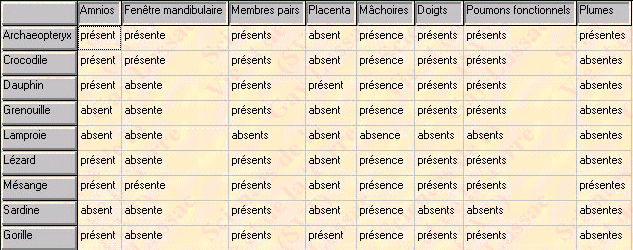 Amnios Fenêtre mandibulaire Membres pairs Placenta Mâchoires Doigts Poumons fonctionnels Plumes
Archaeopteryx présent présente présents absent présence présents présents présentes
Crocodile présent présente présents absent présence présents présents absentes
Dauphin présent absente présents présent présence présents présents absentes
Grenouille absent absente présents absent présence présents présents absentes
Lamproie absent absente absents absent absence absents absents absentes
Lézard présent absente présents absent présence présents présents absentes
Mésange présent présente présents absent présence présents présents présentes
Sardine absent absente présents absent présence absents absents absentes
Gorille présent absente présents présent présence présents présents absentes